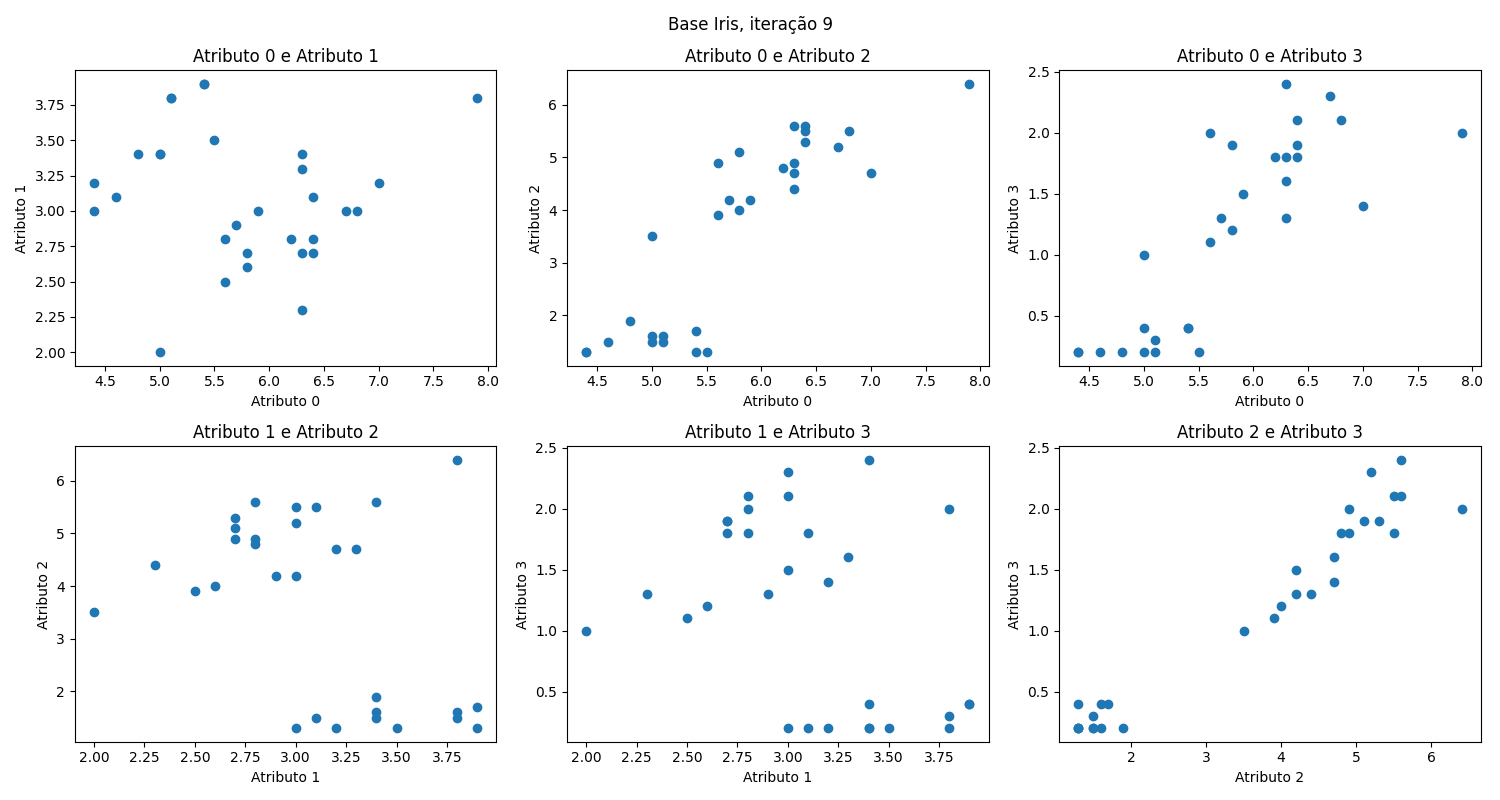 Base Iris, iteração 9
Atributo 0 e Atributo 1
Atributo 1
3.75
3.50
3.25
3.00
2.75
2.50
2.25
2.00
4.5 5.0 5.5 6.0 6.5 7.0 7.5 8.0
Atributo 0
Atributo 0 e Atributo 2
Atributo 2
6
5
4
3
2
4.5 5.0 5.5 6.0 6.5 7.0 7.5 8.0
Atributo 0
Atributo 0 e Atributo 3
Atributo 3
2.5
2.0
1.5
1.0
0.5
4.5 5.0 5.5 6.0 6.5 7.0 7.5 8.0
Atributo 0
Atributo 1 e Atributo 2
Atributo 2
6
5
4
3
2
2.00 2.25 2.50 2.75 3.00 3.25 3.50 3.75
Atributo 1
Atributo 1 e Atributo 3
Atributo 3
2.5
2.0
1.5
1.0
0.5
2.00 2.25 2.50 2.75 3.00 3.25 3.50 3.75
Atributo 1
Atributo 2 e Atributo 3
Atributo 3
2.5
2.0
1.5
1.0
0.5
2 3 4 5 6
Atributo 2